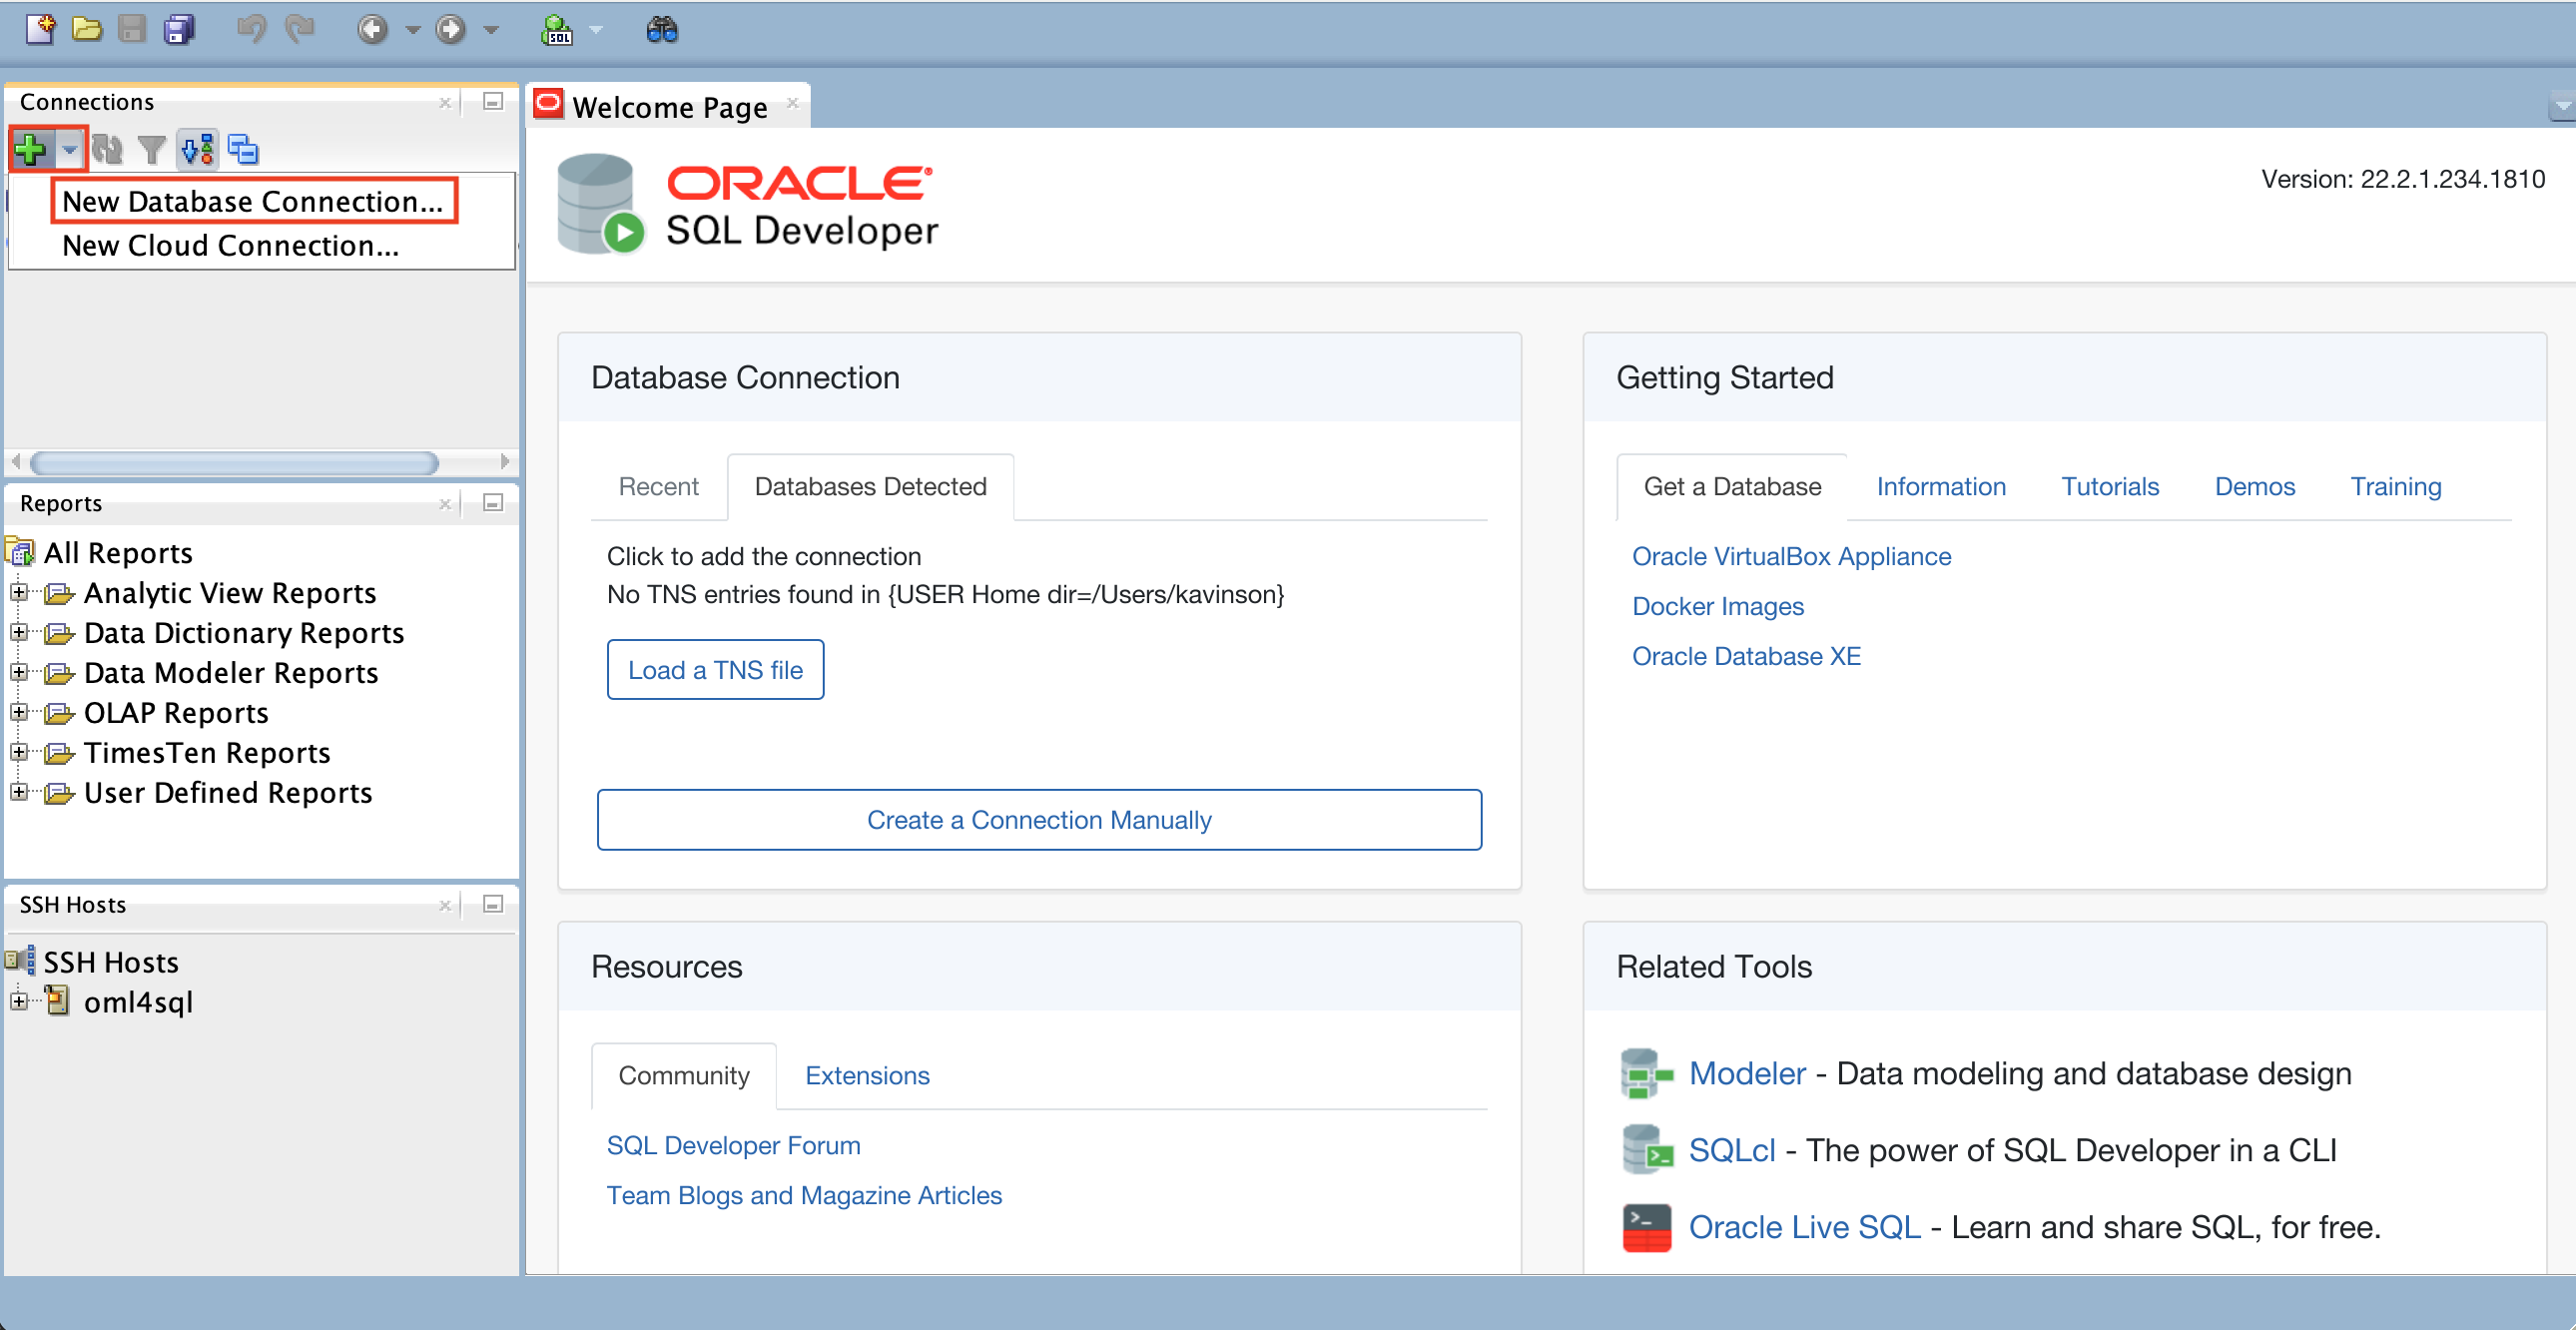 SQL
Connections
New Database Connection...
New Cloud Connection...
Reports
All Reports
Analytic View Reports
Data Dictionary Reports
Data Modeler Reports
OLAP Reports
TimesTen Reports
User Defined Reports
SSH Hosts
SSH Hosts
oml4sql
Welcome Page
ORACLE
SQL Developer
Version: 22.2.1.234.1810
Database Connection
Recent
Databases Detected
Click to add the connection
No TNS entries found in {USER Home dir=/Users/kavinson}
Load a TNS file
Create a Connection Manually
Getting Started
Get a Database
Information
Tutorials
Demos
Training
Oracle VirtualBox Appliance
Docker Images
Oracle Database XE
Resources
Community
Extensions
SQL Developer Forum
Team Blogs and Magazine Articles
Related Tools
Modeler - Data modeling and database design
SQLcl - The power of SQL Developer in a CLI
Oracle Live SQL - Learn and share SQL, for free.